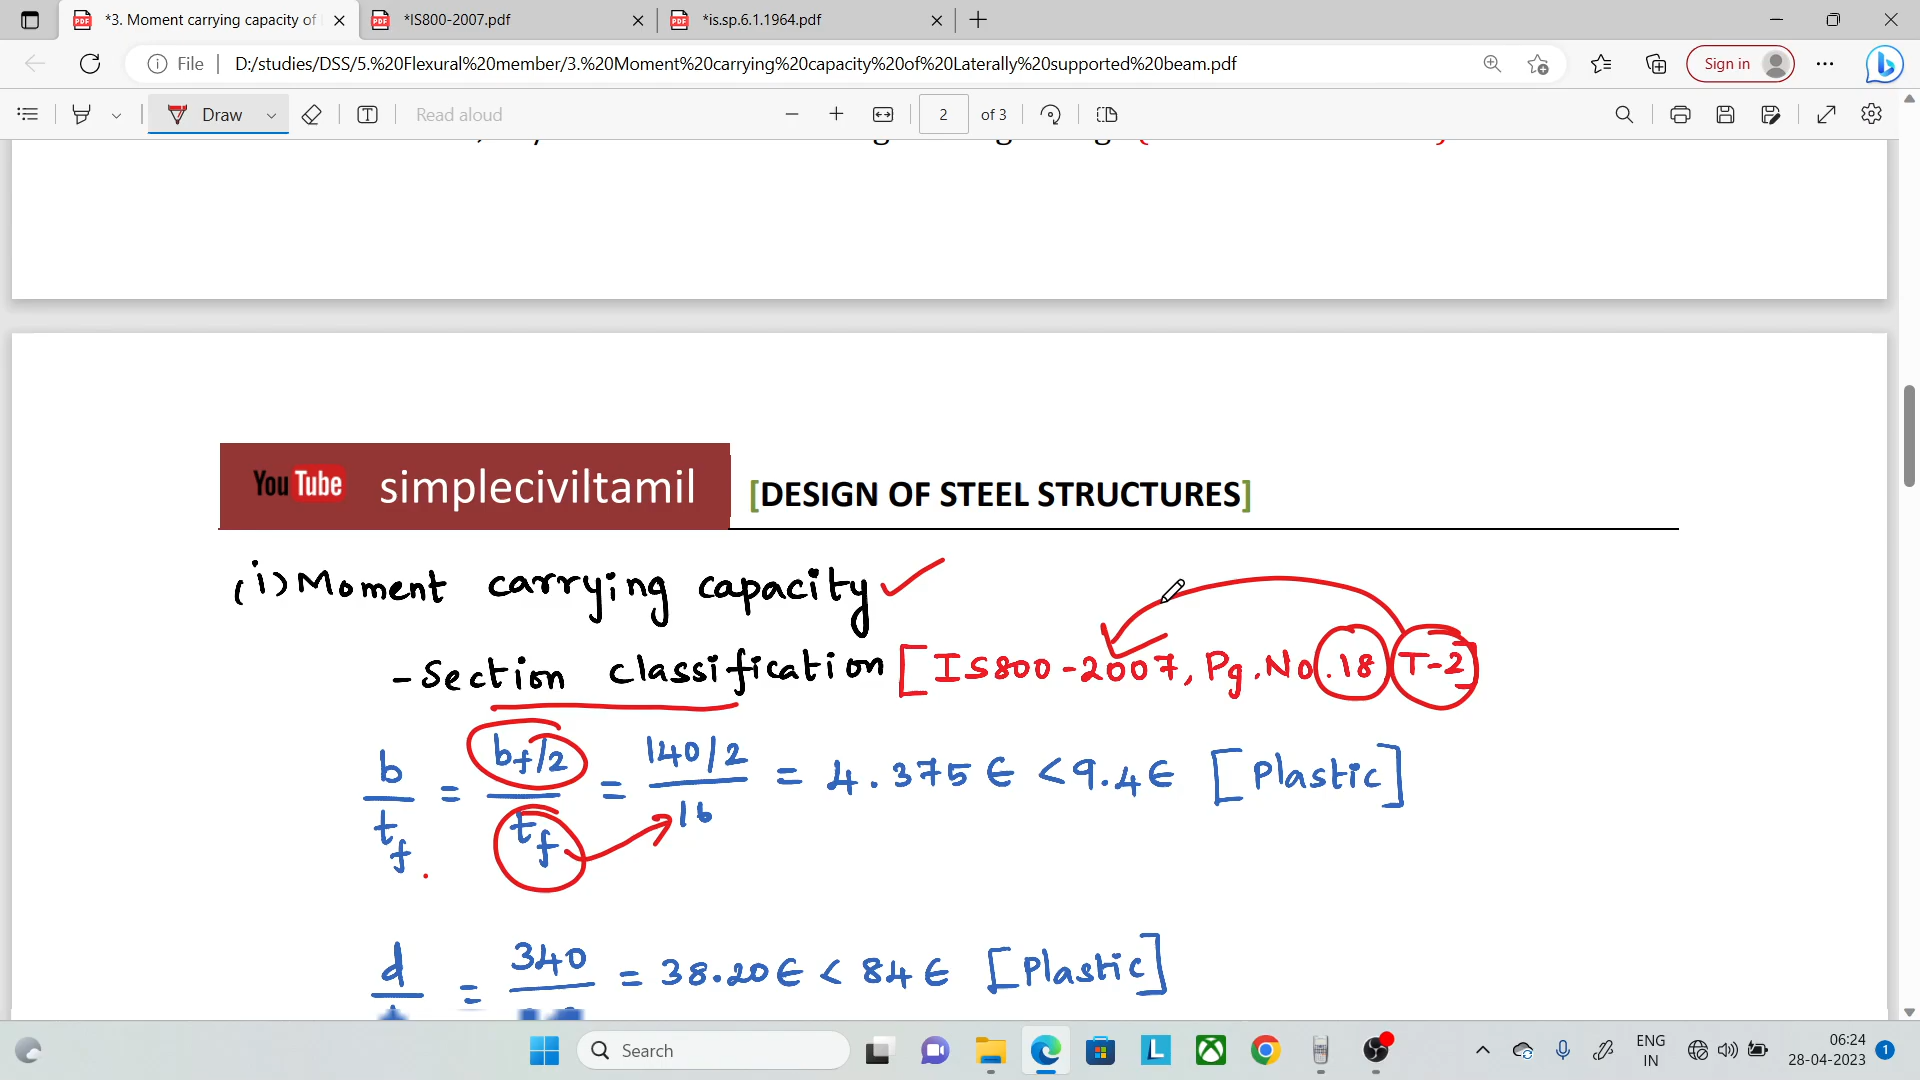 *3. Moment carrying capacity of
*IS800-2007.pdf
*is.sp.6.1.1964.pdf
File
D:/studies/DSS/5.%20Flexural%20member/3.%20Moment%20carrying%20capacity%20of%20Laterally%20supported%20beam.pdf
Sign in
Draw
Read aloud
2 of 3
YouTube simpleciviltamil [DESIGN OF STEEL STRUCTURES]
(i) Moment carrying capacity
- Section classification [IS800-2007, Pg.No.18 T-2]
b/tf = bf/2 / tf = 140/2 / 16 = 4.375 ∈ < 9.4 ∈ [Plastic]
d = 340 = 38.20 ∈ < 84 ∈ [Plastic]
Search
ENG
IN
06:24
28-04-2023
1